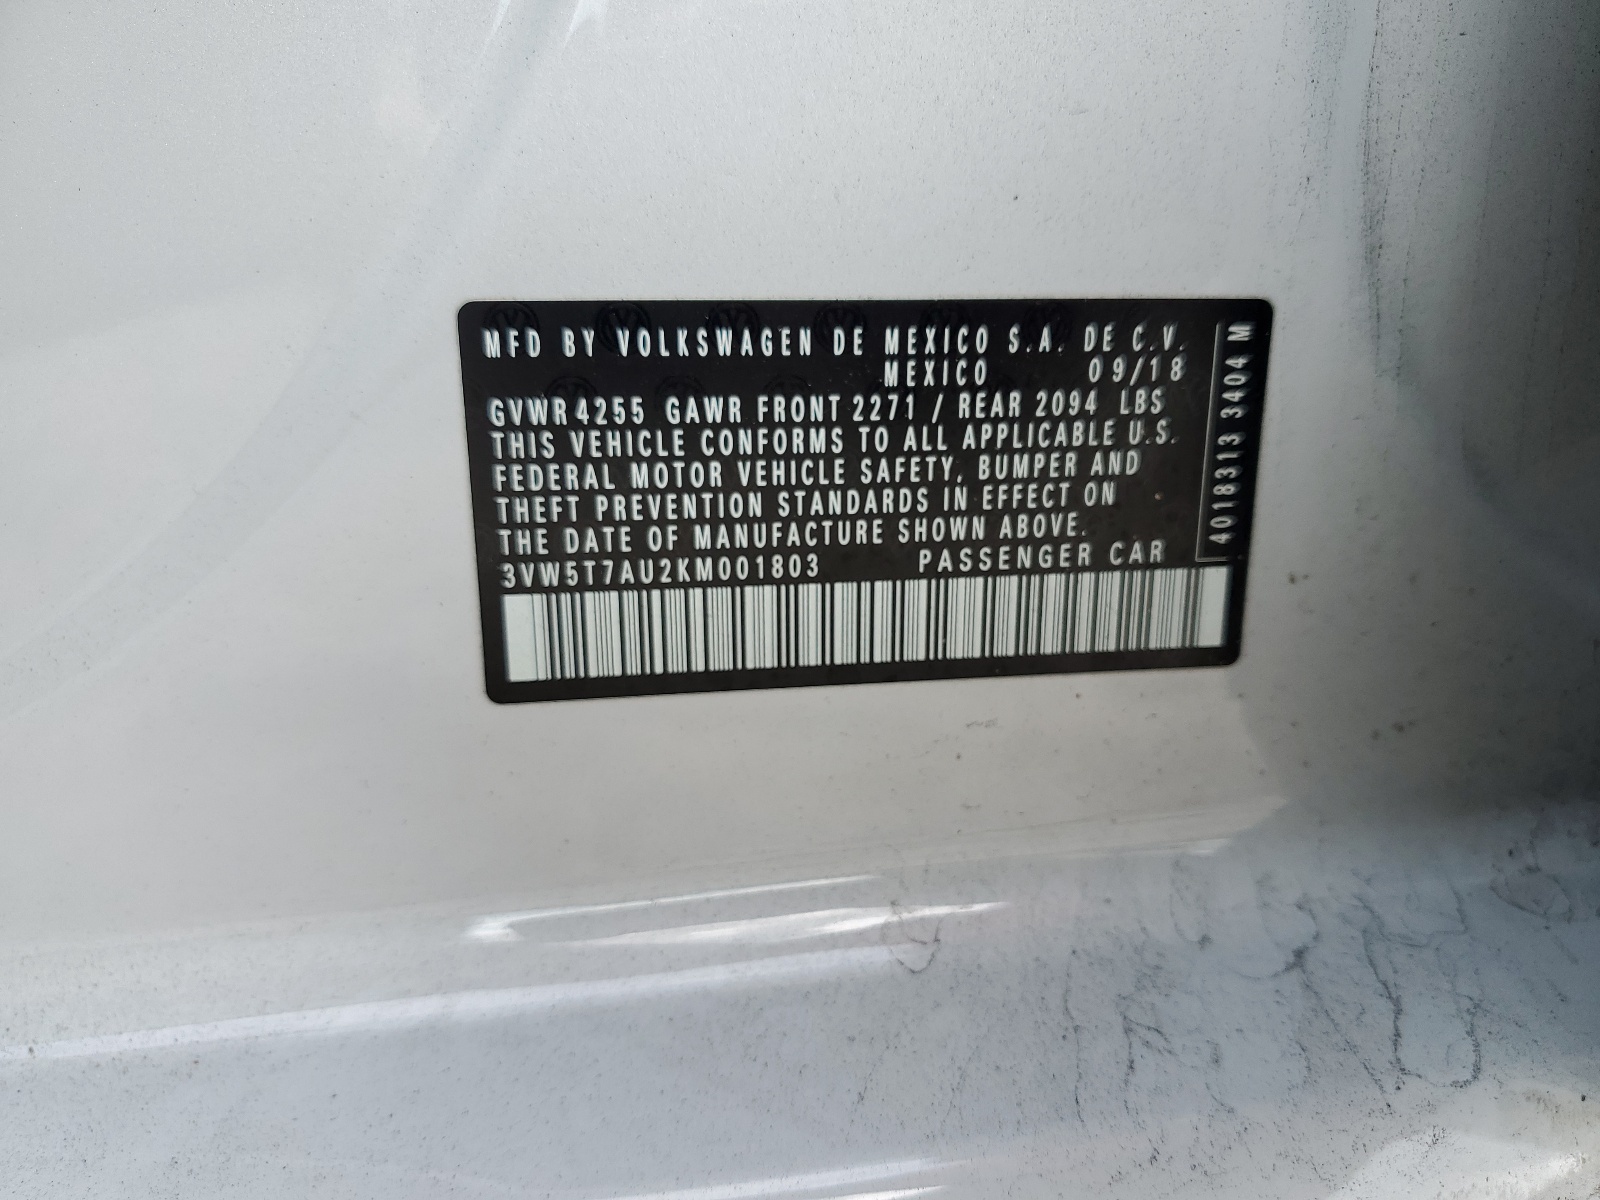 MFD BY VOLKSWAGEN DE MEXICO S.A. DE C.V.
MEXICO 09/18
GVWR 4255 GAWR FRONT 2271 / REAR 2094 LBS
THIS VEHICLE CONFORMS TO ALL APPLICABLE U.S.
FEDERAL MOTOR VEHICLE SAFETY, BUMPER AND
THEFT PREVENTION STANDARDS IN EFFECT ON
THE DATE OF MANUFACTURE SHOWN ABOVE.
3VW5T7AU2KM001803 PASSENGER CAR
4018313 3404 M